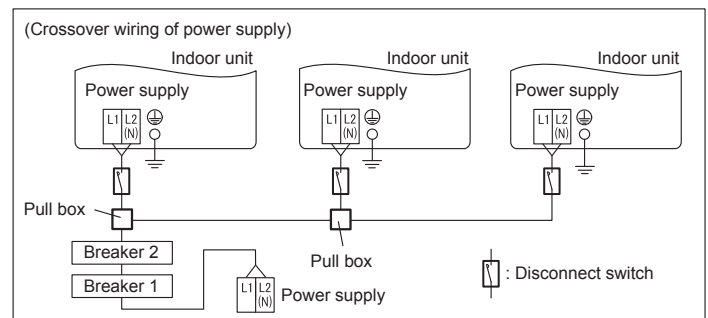 (Crossover wiring of power supply)
Indoor unit
Indoor unit
Indoor unit
Power supply
Power supply
Power supply
L1 L2
(N)
L1 L2
(N)
L1 L2
(N)
Pull box
Breaker 2
Breaker 1
L1 L2
(N)
Power supply
Pull box
: Disconnect switch